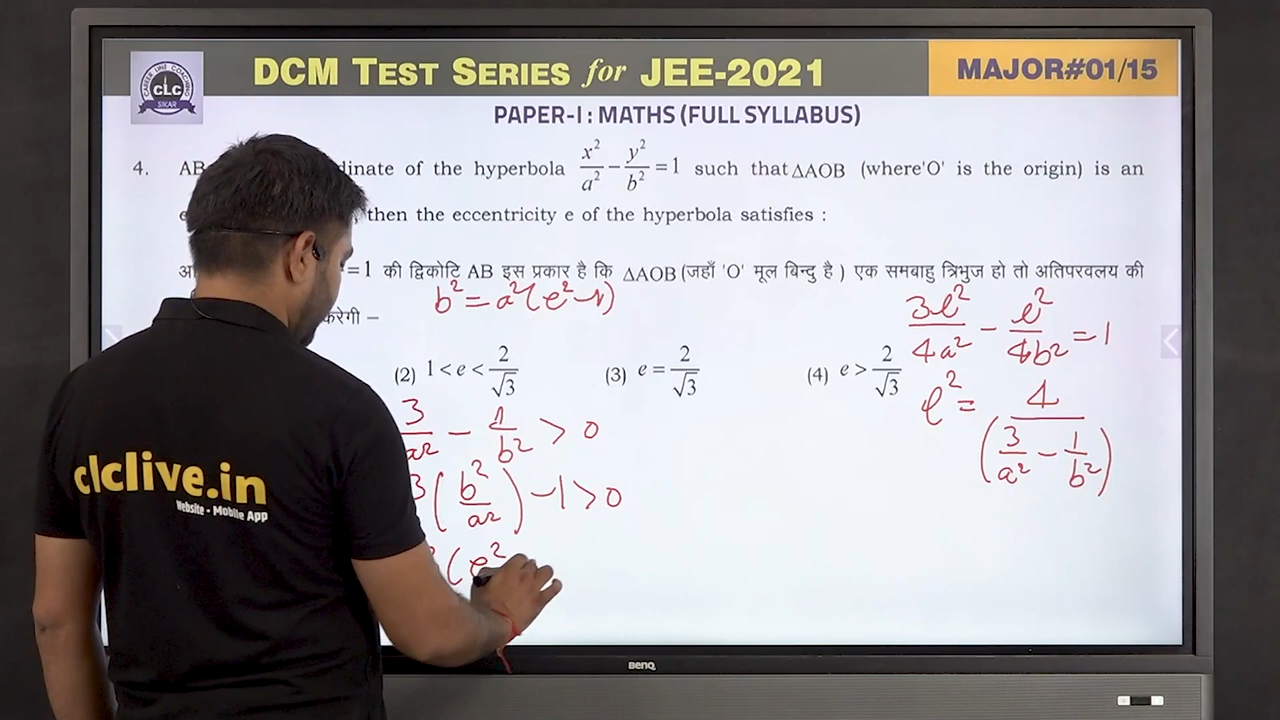 DCM TEST SERIES for JEE-2021
MAJOR#01/15
CAREER LINE COACHING
CLC
SIKAR
PAPER-I : MATHS (FULL SYLLABUS)
4. AB of the hyperbola x²/a² − y²/b² = 1 such that ΔAOB (where'O' is the origin) is an
then the eccentricity e of the hyperbola satisfies :
=1 की द्विकोटि AB इस प्रकार है कि ΔAOB (जहाँ 'O' मूल बिन्दु है ) एक समबाहु त्रिभुज हो तो अतिपरवलय की
करेगी –
b² = a²(e²-1)
(2) 1 < e < 2/√3 (3) e = 2/√3 (4) e > 2/√3
3/a² - 1/b² > 0
3(b²/a²) - 1 > 0
(e²
3l²/4a² - l²/4b² = 1
l² = 4/(3/a² - 1/b²)
clclive.in
Website - Mobile App
BenQ